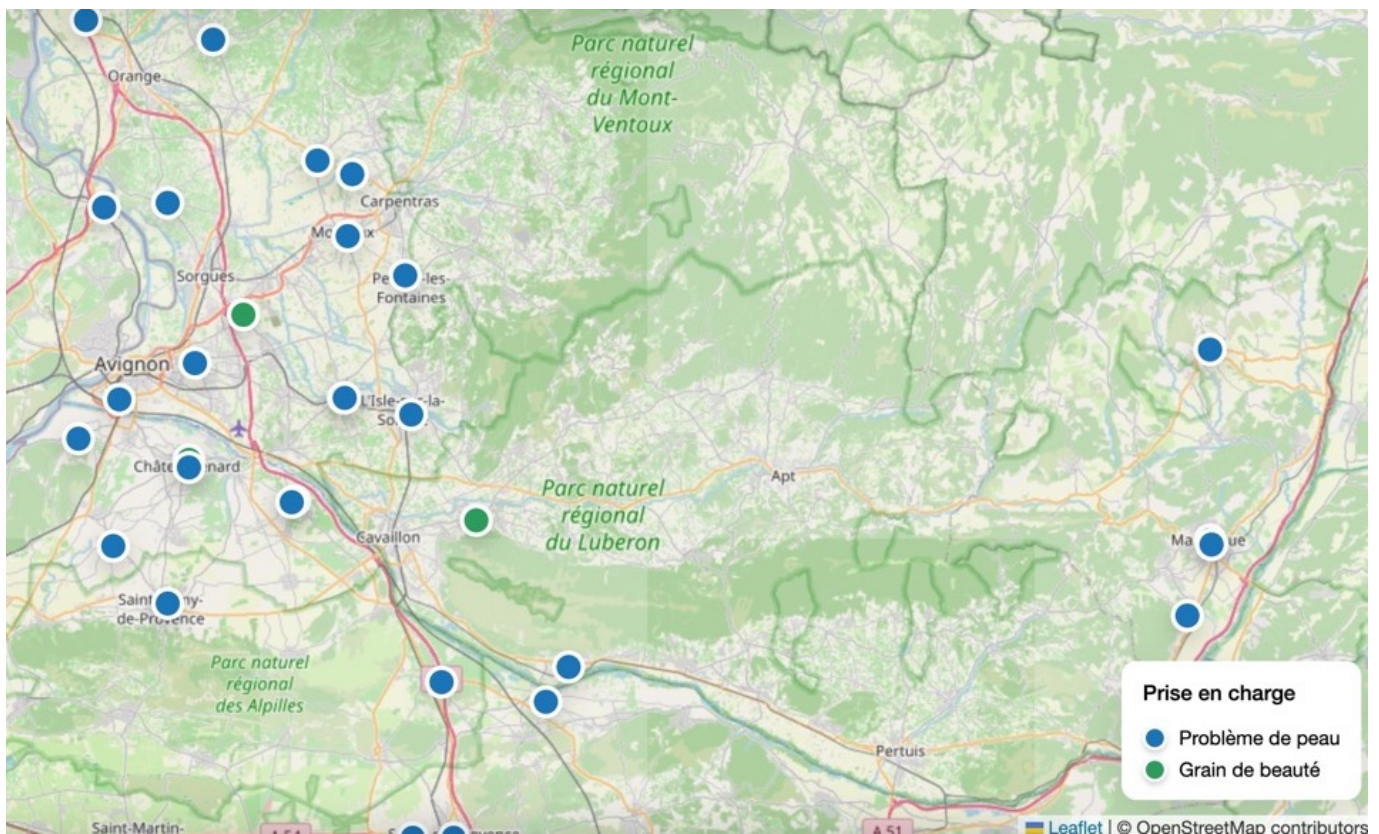 Parc naturel
régional
du Mont-
Ventoux
Orange
Carpentras
Sorgues
Fontaines
Avignon
Apt
Parc naturel
régional
du Luberon
Cavaillon
de-Provence
Parc naturel
régional
des Alpilles
Pertuis
Saint-Martin-
A 51
Prise en charge
Problème de peau
Grain de beauté
Leaflet | © OpenStreetMap contributors